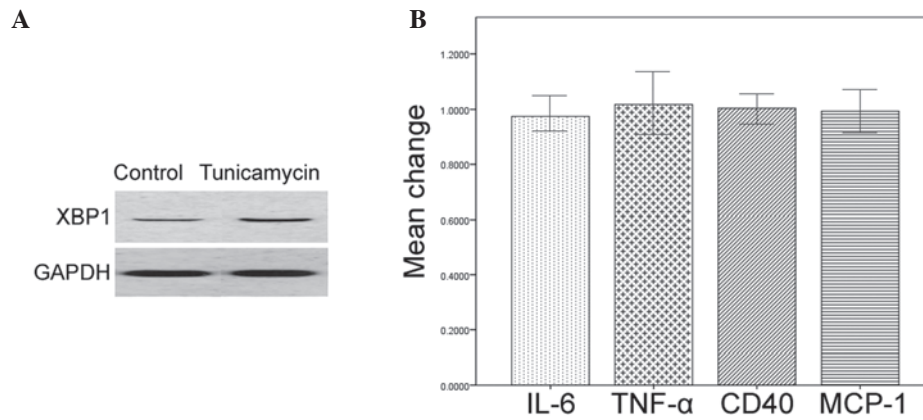 A
Control Tunicamycin
XBP1
GAPDH
B
Mean change
1.2000
1.0000
0.8000
0.6000
0.4000
0.2000
0.0000
IL-6 TNF-α CD40 MCP-1